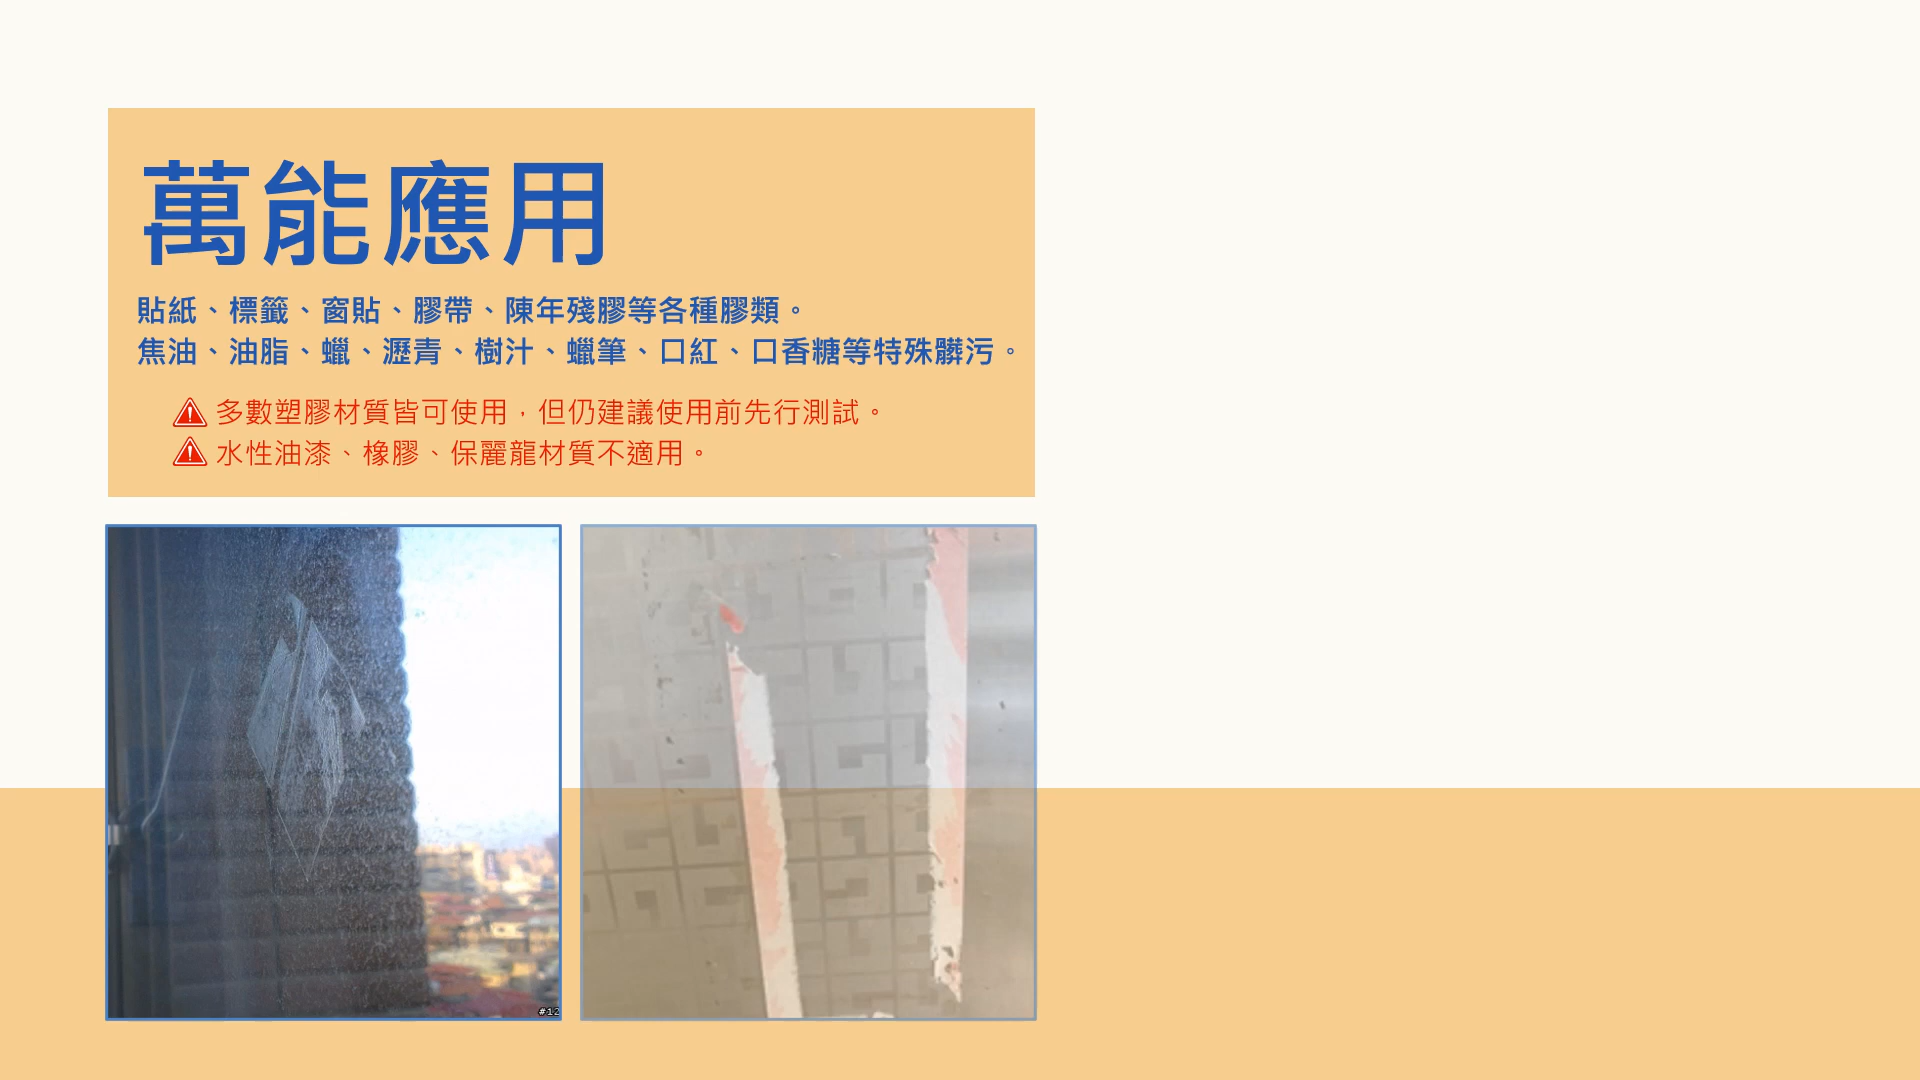 萬能應用
貼紙、標籤、窗貼、膠帶、陳年殘膠等各種膠類。
焦油、油脂、蠟、瀝青、樹汁、蠟筆、口紅、口香糖等特殊髒污。
多數塑膠材質皆可使用，但仍建議使用前先行測試。
水性油漆、橡膠、保麗龍材質不適用。
#12